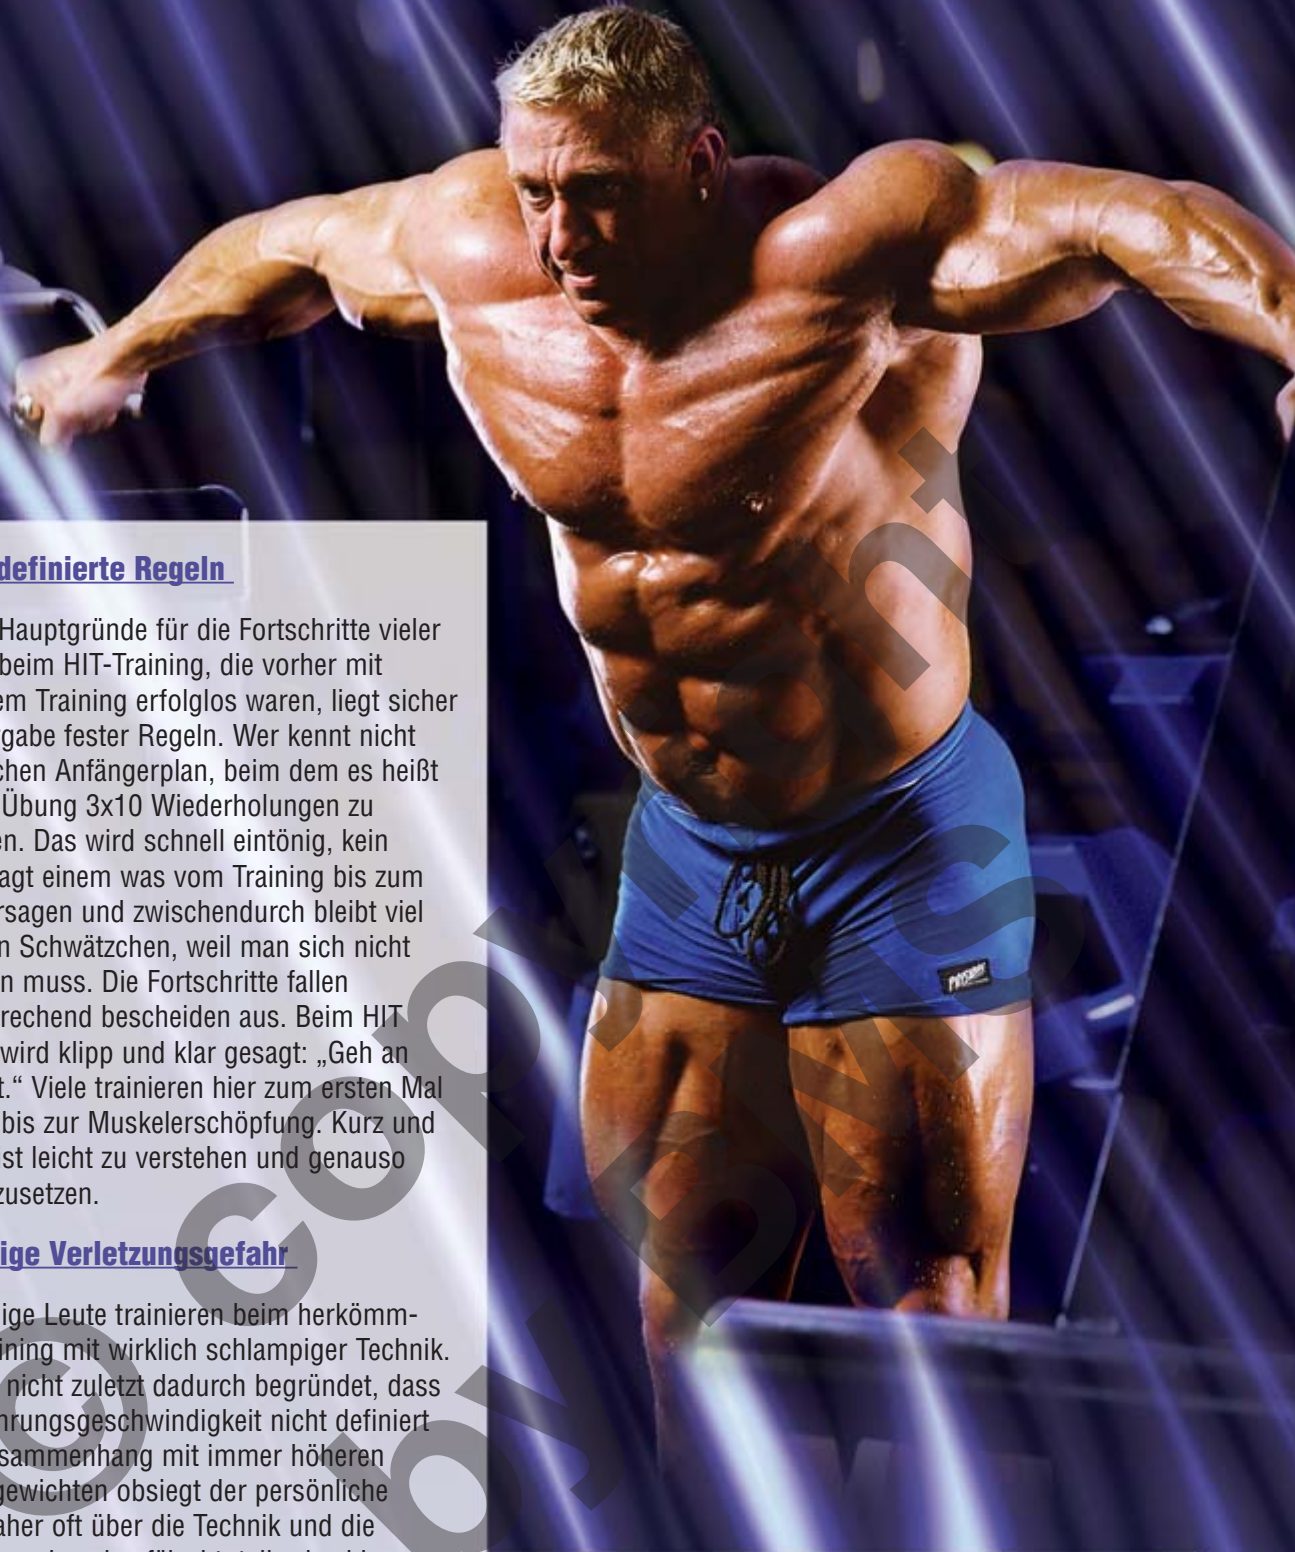 definierte Regeln
Hauptgründe für die Fortschritte vieler
beim HIT-Training, die vorher mit
em Training erfolglos waren, liegt sicher
gabe fester Regeln. Wer kennt nicht
chen Anfängerplan, beim dem es heißt
Übung 3x10 Wiederholungen zu
en. Das wird schnell eintönig, kein
agt einem was vom Training bis zum
rsagen und zwischendurch bleibt viel
n Schwätzchen, weil man sich nicht
n muss. Die Fortschritte fallen
rechend bescheiden aus. Beim HIT
wird klipp und klar gesagt: „Geh an
t.“ Viele trainieren hier zum ersten Mal
bis zur Muskelerschöpfung. Kurz und
st leicht zu verstehen und genauso
zusetzen.
ige Verletzungsgefahr
ige Leute trainieren beim herkömm-
ining mit wirklich schlampiger Technik.
nicht zuletzt dadurch begründet, dass
hrungsgeschwindigkeit nicht definiert
sammenhang mit immer höheren
gewichten obsiegt der persönliche
aher oft über die Technik und die
© copyright
by BMS